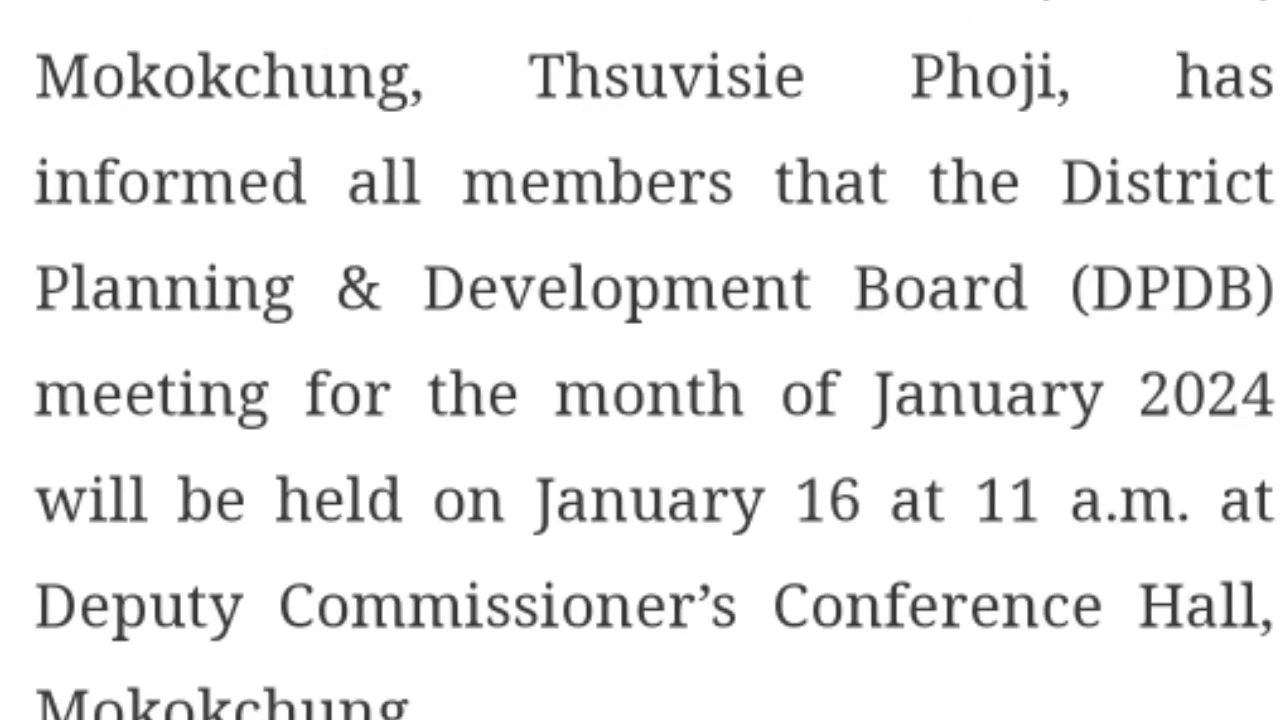 Mokokchung, Thsuvisie Phoji, has
informed all members that the District
Planning & Development Board (DPDB)
meeting for the month of January 2024
will be held on January 16 at 11 a.m. at
Deputy Commissioner’s Conference Hall,
Mokokchung